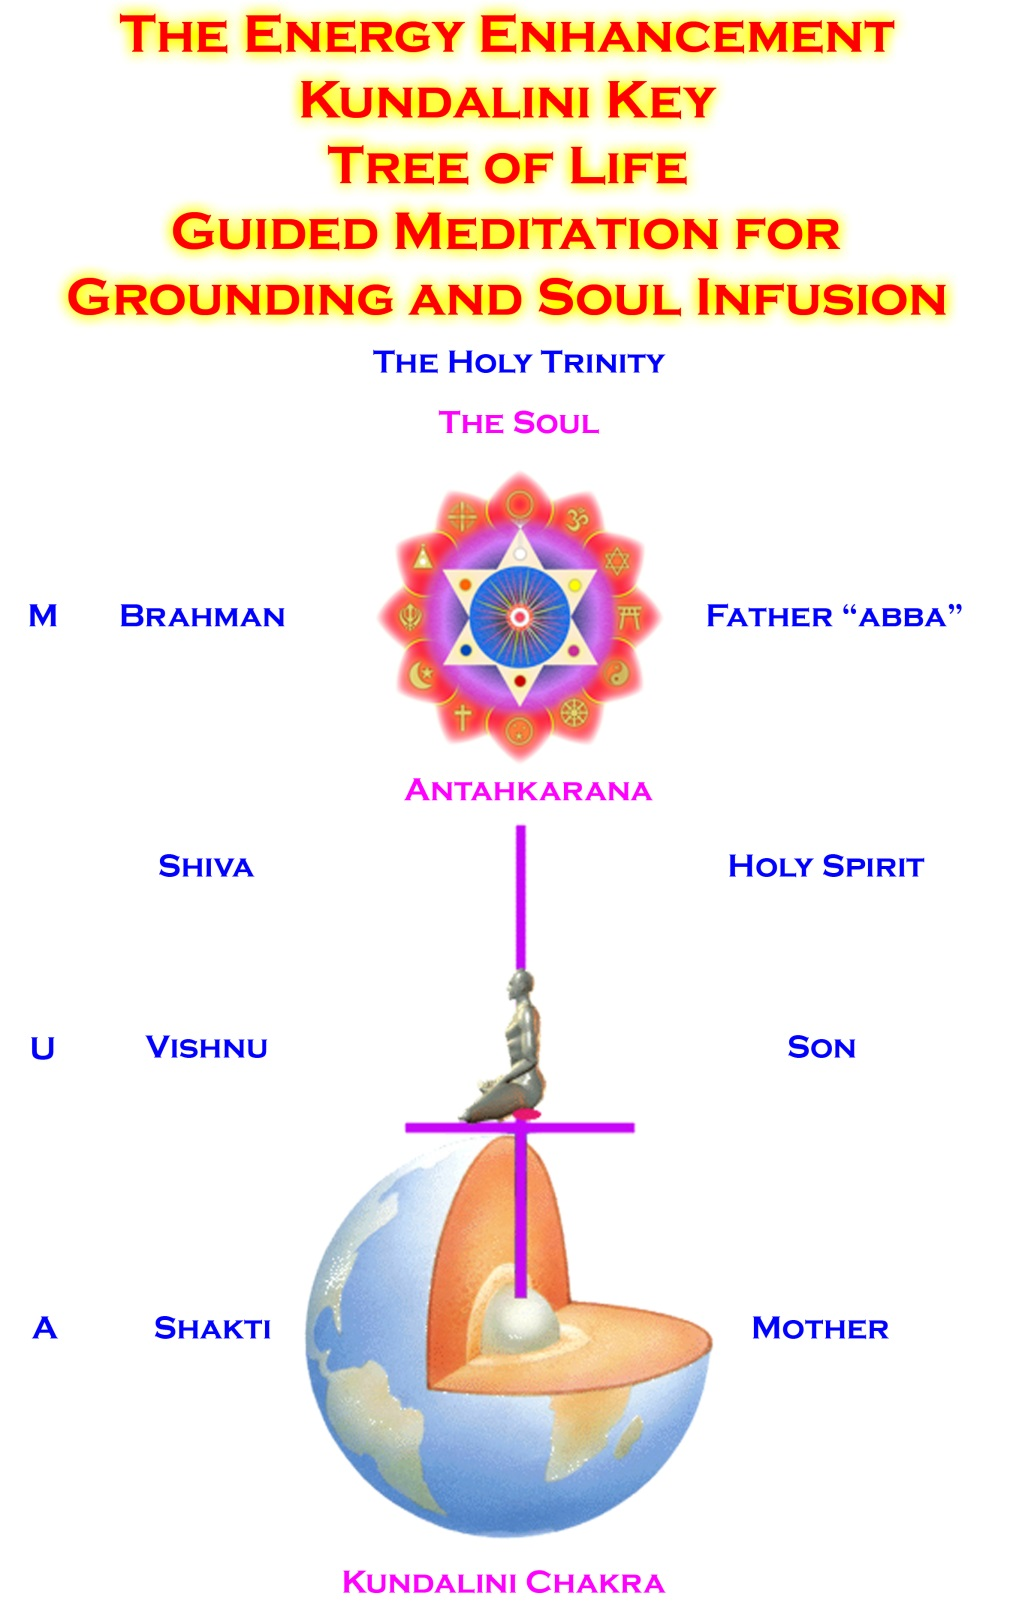 The Energy Enhancement
Kundalini Key
Tree of Life
Guided Meditation for
Grounding and Soul Infusion
The Holy Trinity
The Soul
M Brahman Father “abba”
Antahkarana
Shiva Holy Spirit
U Vishnu Son
A Shakti Mother
Kundalini Chakra